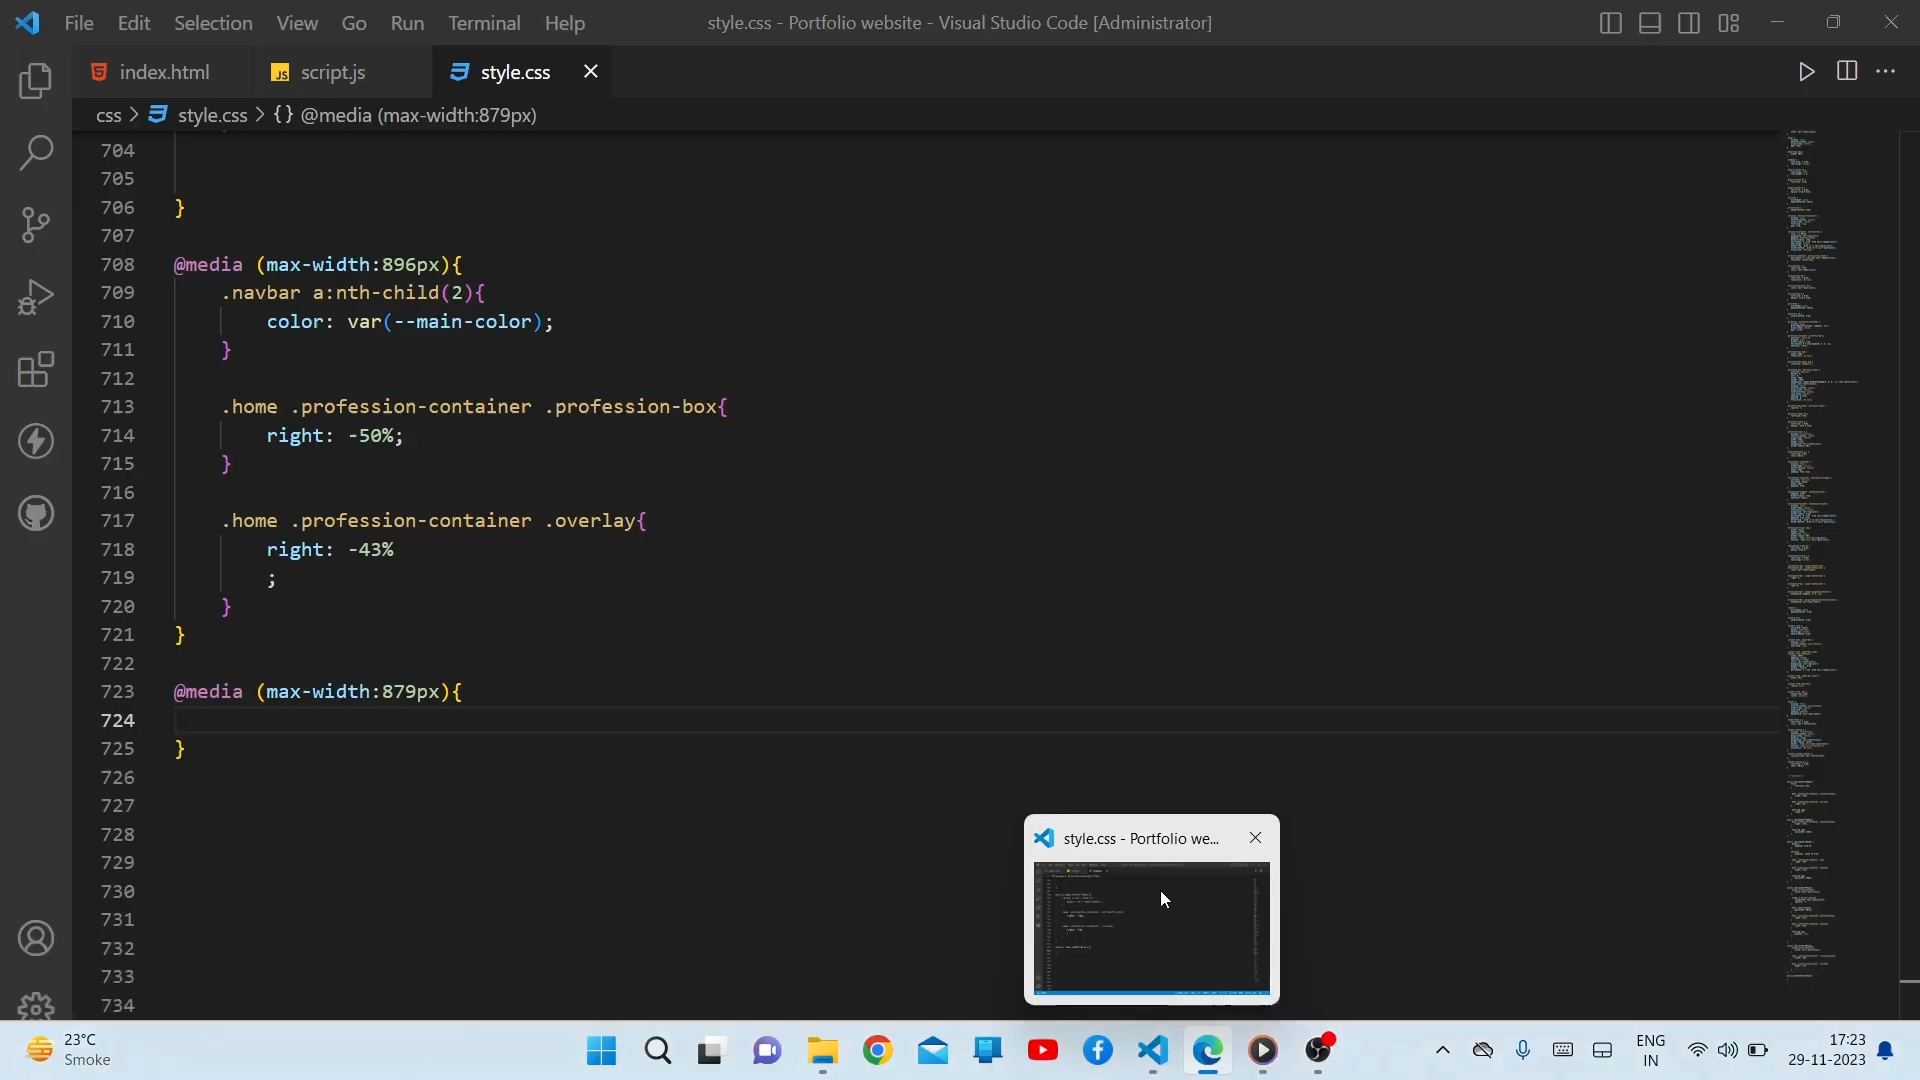 File Edit Selection View Go Run Terminal Help style.css - Portfolio website - Visual Studio Code [Administrator]
index.html JS script.js style.css
css > style.css > {} @media (max-width:879px)
704
705
706 }
707
708 @media (max-width:896px){
709 .navbar a:nth-child(2){
710 color: var(--main-color);
711 }
712
713 .home .profession-container .profession-box{
714 right: -50%;
715 }
716
717 .home .profession-container .overlay{
718 right: -43%
719 ;
720 }
721 }
722
723 @media (max-width:879px){
724
725 }
726
727
728
729
730
731
732
733
734
style.css - Portfolio we...
23°C
Smoke
ENG
IN
17:23
29-11-2023